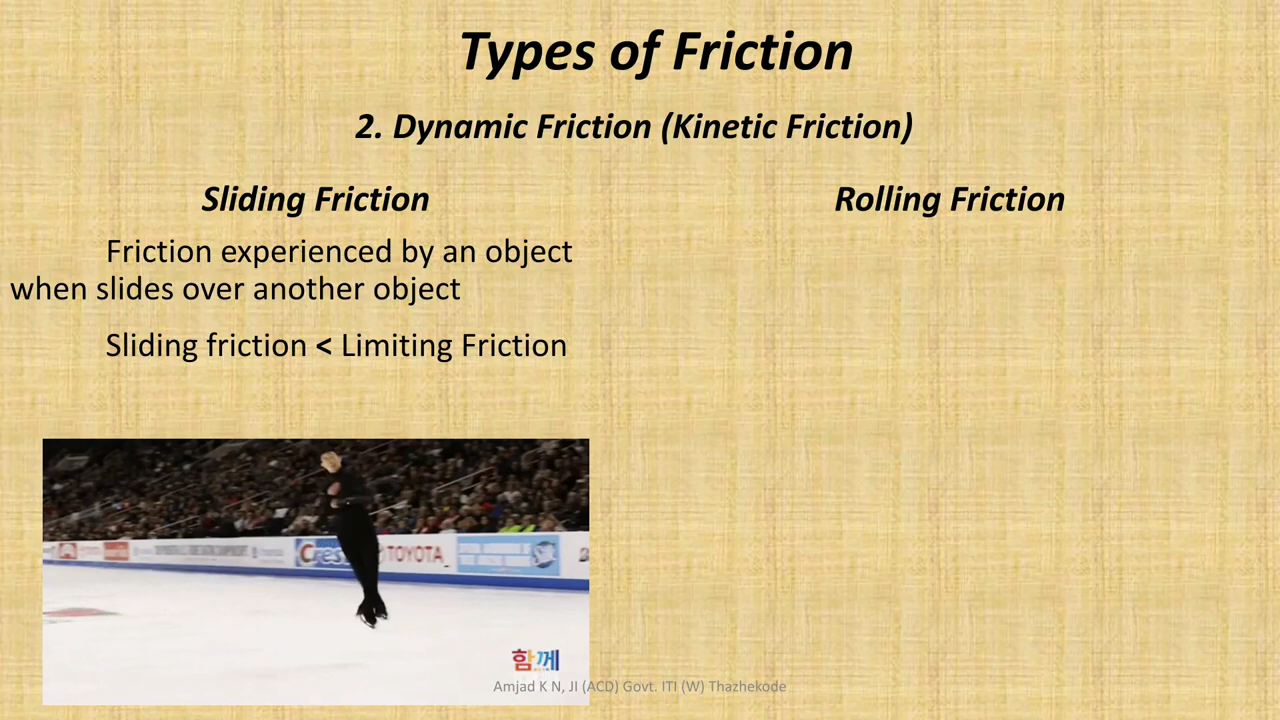 Types of Friction
2. Dynamic Friction (Kinetic Friction)
Sliding Friction
Friction experienced by an object
when slides over another object
Sliding friction < Limiting Friction
Rolling Friction
TOYOTA
함께
Amjad K N, JI (ACD) Govt. ITI (W) Thazhekode